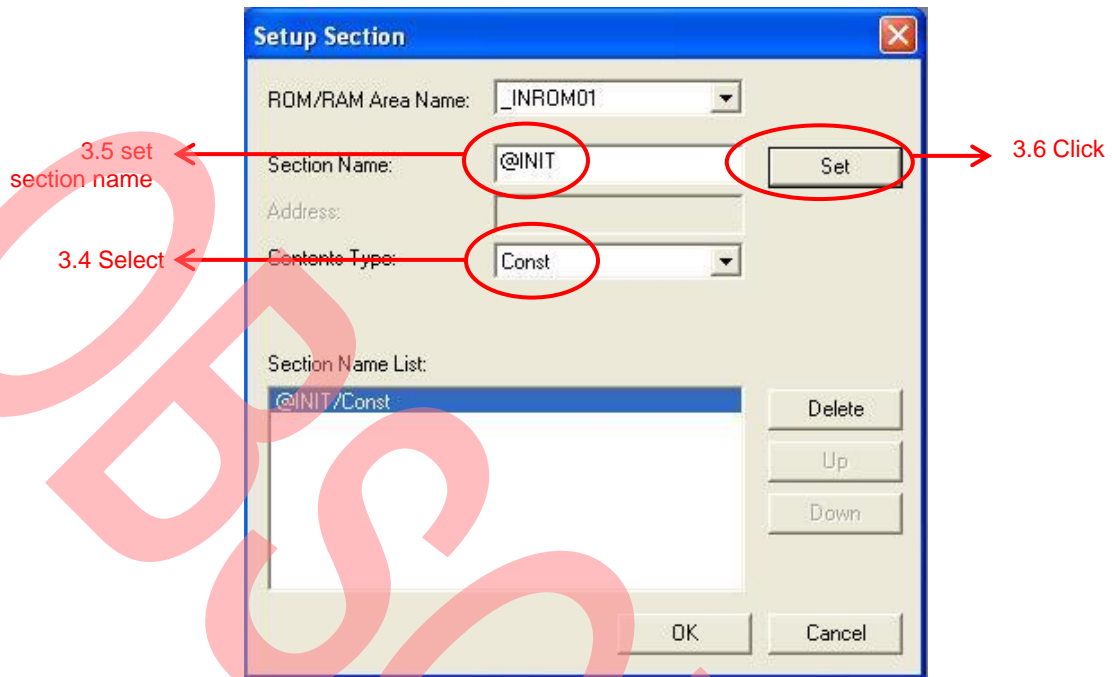 Setup Section
ROM/RAM Area Name: _INROM01
3.5 set
section name
Section Name: @INIT
Set
3.6 Click
Address:
3.4 Select
Contents Type: Const
Section Name List:
@INIT/Const
Delete
Up
Down
OK
Cancel
OBSO